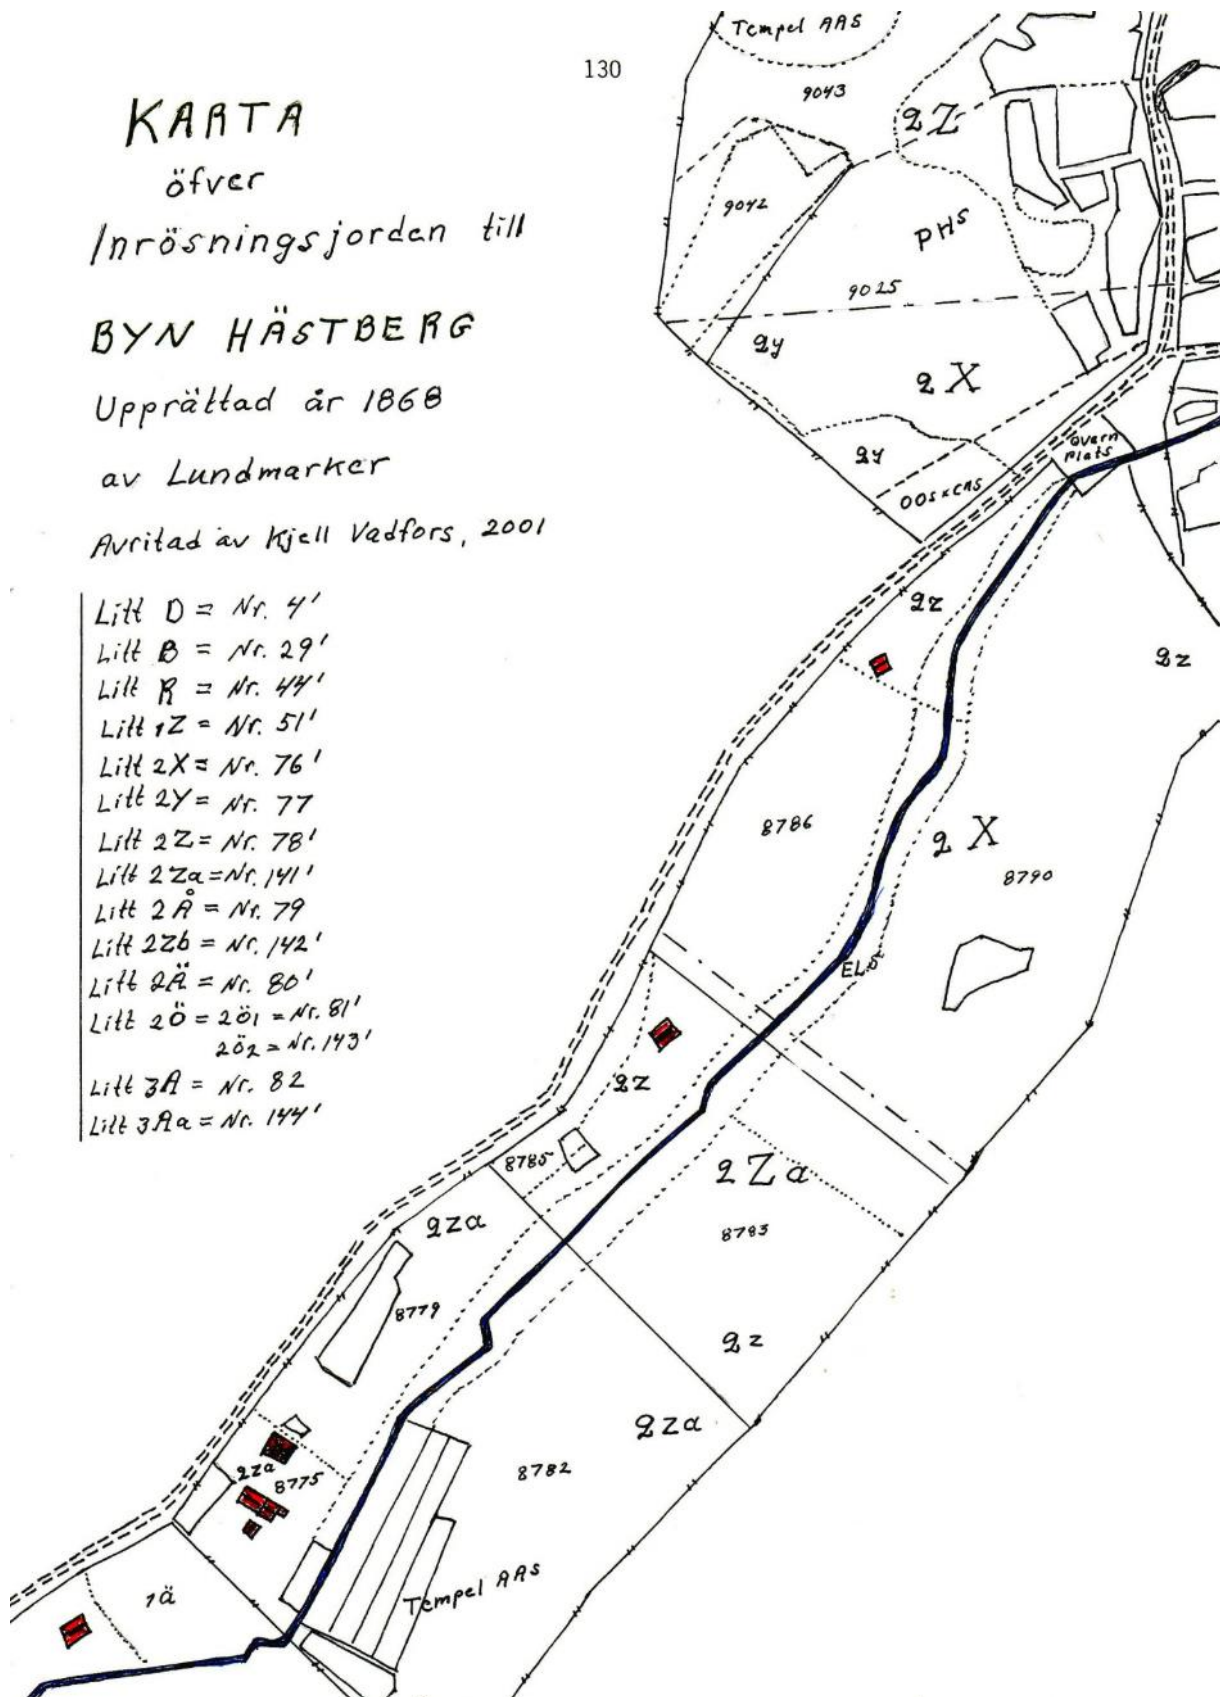 130
KARTA
öfver
Inrösningsjorden till
BYN HÄSTBERG
Upprättad år 1868
av Lundmarker
Avritad av Kjell Vadfors, 2001
Litt D = Nr. 4'
Litt B = Nr. 29'
Litt R = Nr. 44'
Litt 1Z = Nr. 51'
Litt 2X = Nr. 76'
Litt 2Y = Nr. 77
Litt 2Z = Nr. 78'
Litt 2Za = Nr. 141'
Litt 2Å = Nr. 79
Litt 2Zb = Nr. 142'
Litt 2Ä = Nr. 80'
Litt 2Ö = 2ö1 = Nr. 81'
2ö2 = Nr. 143'
Litt 3A = Nr. 82
Litt 3Aa = Nr. 144'
Tempel AAS
9043
2Z
9042
PHS
9025
2y
2X
2y
OOSxCAS
Qvarn
Plats
2z
2z
8786
2X
8790
EL.
2z
8785
2Za
8783
2za
8779
2z
2za
8782
2za
8775
Tempel AAS
1ä